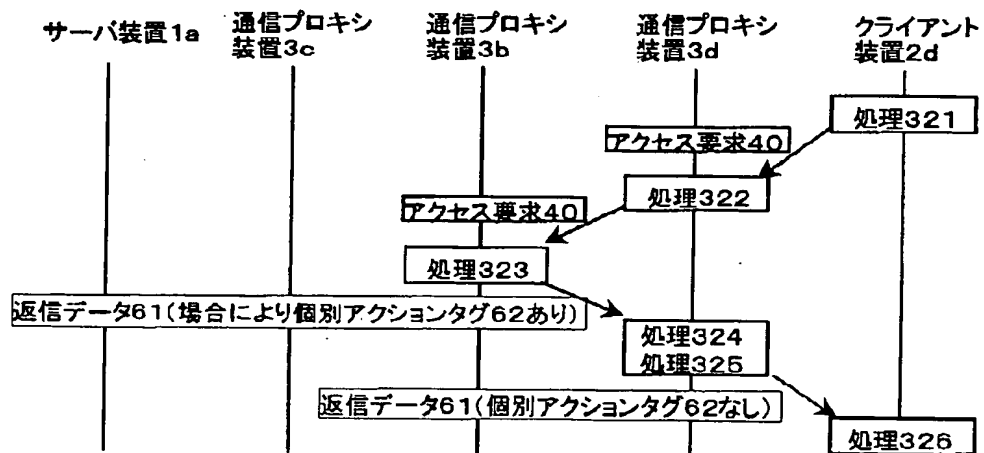 サーバ装置1a
通信プロキシ
装置3c
通信プロキシ
装置3b
通信プロキシ
装置3d
クライアント
装置2d
処理321
アクセス要求40
処理322
アクセス要求40
処理323
返信データ61(場合により個別アクションタグ62あり)
処理324
処理325
返信データ61(個別アクションタグ62なし)
処理326